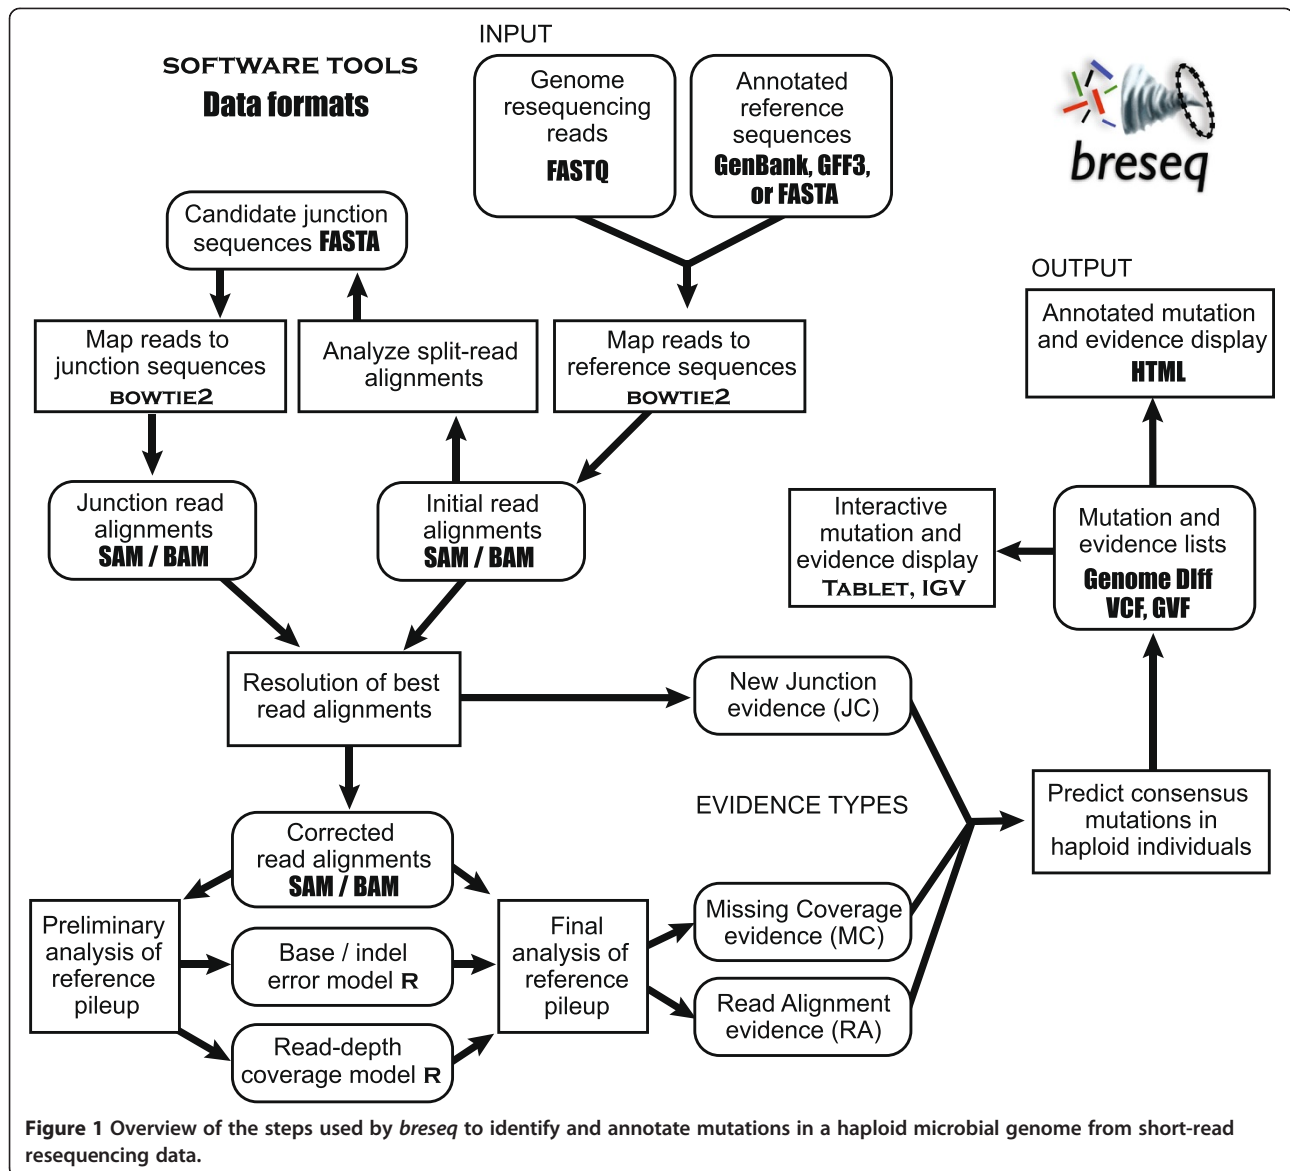 INPUT
SOFTWARE TOOLS
Data formats
Genome
resequencing
reads
FASTQ
Annotated
reference
sequences
GenBank, GFF3,
or FASTA
breseq
Candidate junction
sequences FASTA
Map reads to
junction sequences
BOWTIE2
Analyze split-read
alignments
Map reads to
reference sequences
BOWTIE2
OUTPUT
Annotated mutation
and evidence display
HTML
Junction read
alignments
SAM / BAM
Initial read
alignments
SAM / BAM
Interactive
mutation and
evidence display
TABLET, IGV
Mutation and
evidence lists
Genome DIff
VCF, GVF
Resolution of best
read alignments
New Junction
evidence (JC)
EVIDENCE TYPES
Predict consensus
mutations in
haploid individuals
Corrected
read alignments
SAM / BAM
Preliminary
analysis of
reference
pileup
Base / indel
error model R
Read-depth
coverage model R
Final
analysis of
reference
pileup
Missing Coverage
evidence (MC)
Read Alignment
evidence (RA)
Figure 1 Overview of the steps used by breseq to identify and annotate mutations in a haploid microbial genome from short-read
resequencing data.